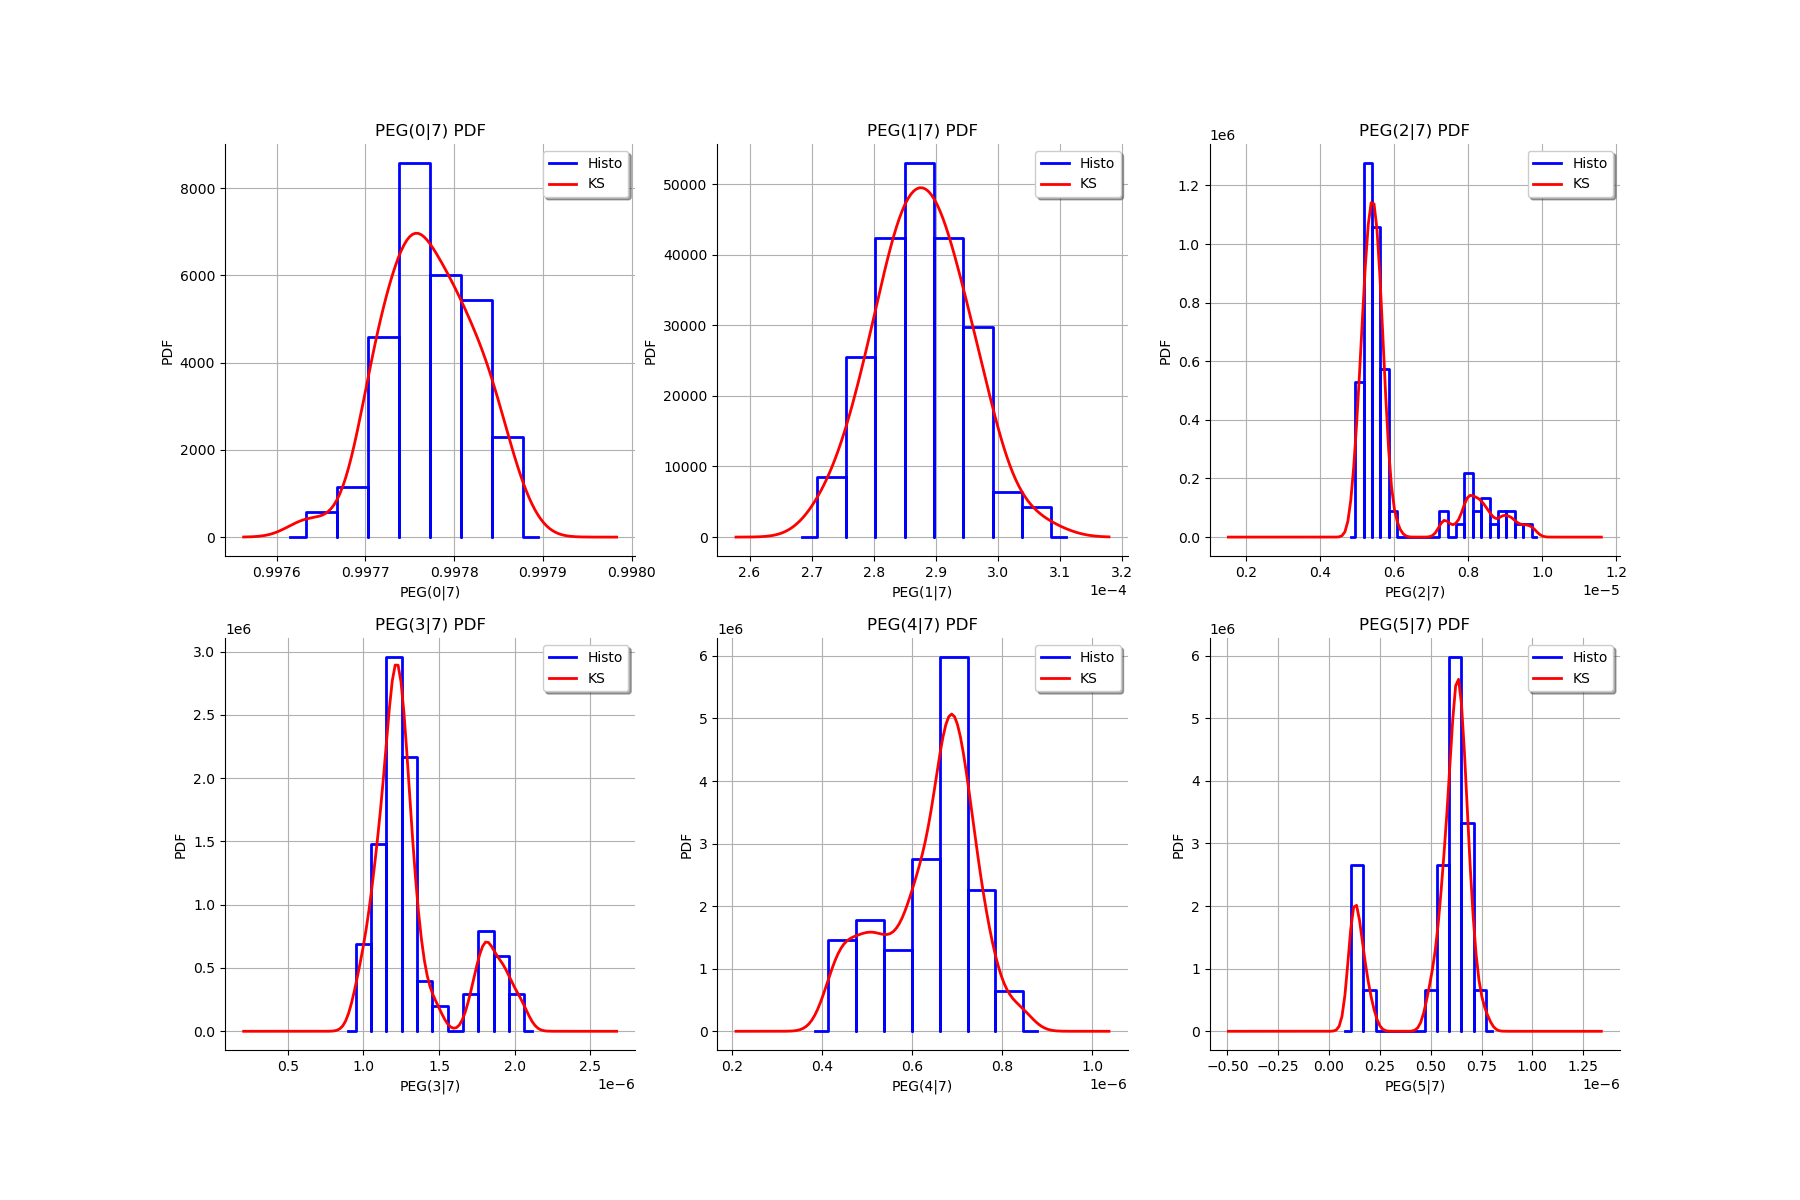 PEG(0|7) PDF
PDF
8000
6000
4000
2000
0
0.9976
0.9977
0.9978
0.9979
0.9980
PEG(0|7)
Histo
KS
PEG(1|7) PDF
PDF
50000
40000
30000
20000
10000
0
2.6
2.7
2.8
2.9
3.0
3.1
3.2
1e−4
PEG(1|7)
Histo
KS
PEG(2|7) PDF
1e6
PDF
1.2
1.0
0.8
0.6
0.4
0.2
0.0
0.2
0.4
0.6
0.8
1.0
1.2
1e−5
PEG(2|7)
Histo
KS
PEG(3|7) PDF
1e6
PDF
3.0
2.5
2.0
1.5
1.0
0.5
0.0
0.5
1.0
1.5
2.0
2.5
1e−6
PEG(3|7)
Histo
KS
PEG(4|7) PDF
1e6
PDF
6
5
4
3
2
1
0
0.2
0.4
0.6
0.8
1.0
1e−6
PEG(4|7)
Histo
KS
PEG(5|7) PDF
1e6
PDF
6
5
4
3
2
1
0
−0.50
−0.25
0.00
0.25
0.50
0.75
1.00
1.25
1e−6
PEG(5|7)
Histo
KS